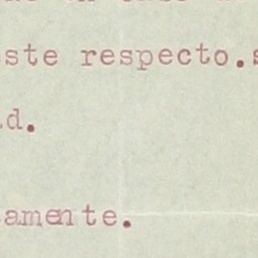 ste respecto.s
d.
amente.